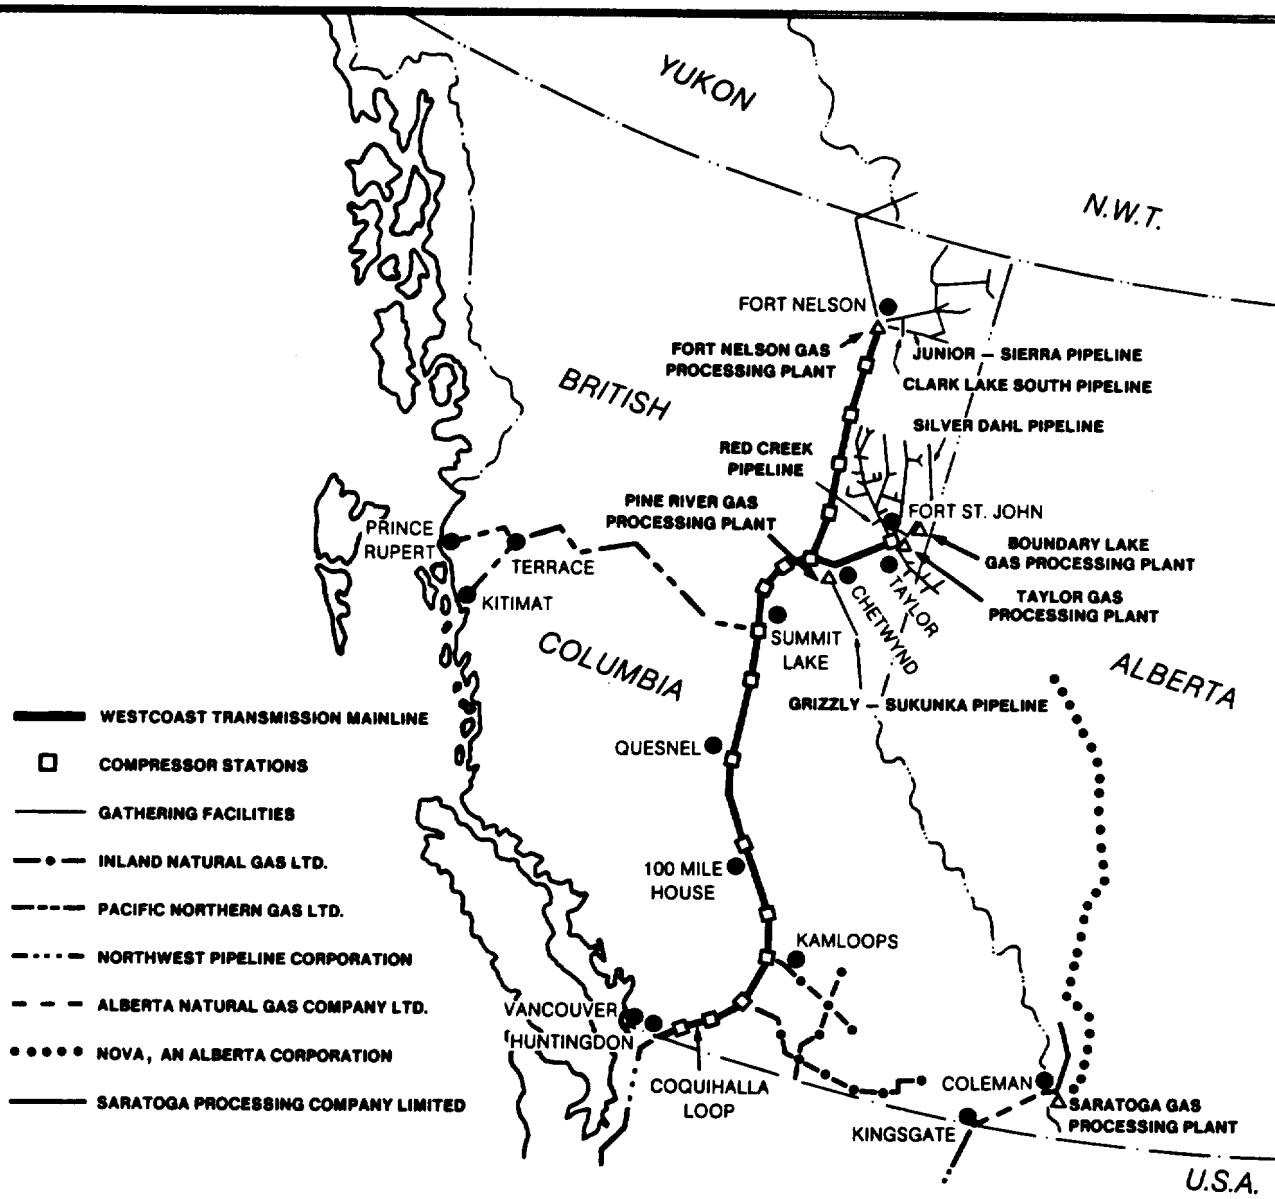 YUKON
N.W.T.
FORT NELSON
FORT NELSON GAS
PROCESSING PLANT
JUNIOR – SIERRA PIPELINE
CLARK LAKE SOUTH PIPELINE
BRITISH
SILVER DAHL PIPELINE
RED CREEK
PIPELINE
PINE RIVER GAS
PROCESSING PLANT
FORT ST. JOHN
PRINCE
RUPERT
TERRACE
BOUNDARY LAKE
GAS PROCESSING PLANT
KITIMAT
TAYLOR
CHETWYND
TAYLOR GAS
PROCESSING PLANT
SUMMIT
LAKE
COLUMBIA
ALBERTA
GRIZZLY – SUKUNKA PIPELINE
WESTCOAST TRANSMISSION MAINLINE
QUESNEL
COMPRESSOR STATIONS
GATHERING FACILITIES
INLAND NATURAL GAS LTD.
100 MILE
HOUSE
PACIFIC NORTHERN GAS LTD.
KAMLOOPS
NORTHWEST PIPELINE CORPORATION
ALBERTA NATURAL GAS COMPANY LTD.
VANCOUVER
HUNTINGDON
NOVA, AN ALBERTA CORPORATION
COQUIHALLA
LOOP
COLEMAN
SARATOGA PROCESSING COMPANY LIMITED
SARATOGA GAS
PROCESSING PLANT
KINGSGATE
U.S.A.